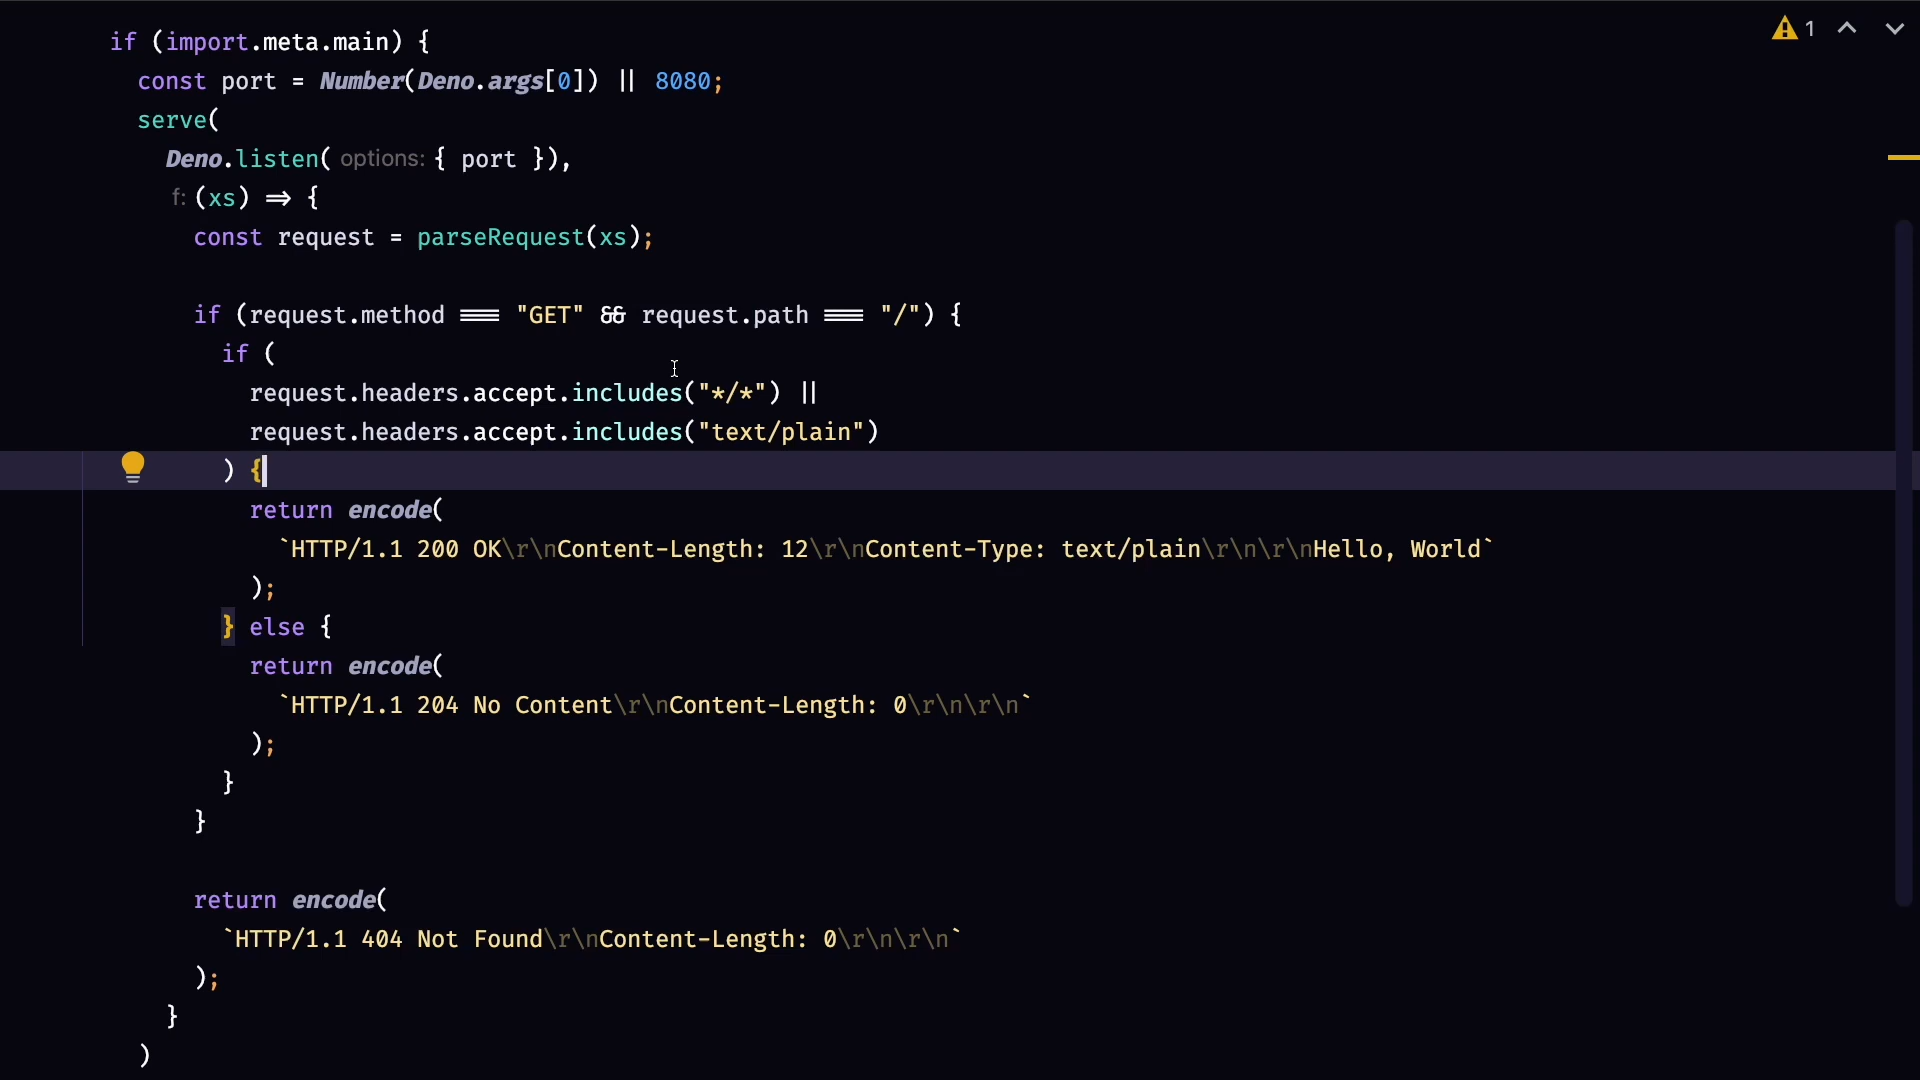 if (import.meta.main) {
1
const port = Number(Deno.args[0]) || 8080;
serve(
Deno.listen( options: { port }),
f: (xs) => {
const request = parseRequest(xs);
if (request.method === "GET" && request.path === "/") {
if (
request.headers.accept.includes("*/*") ||
request.headers.accept.includes("text/plain")
) {
return encode(
`HTTP/1.1 200 OK\r\nContent-Length: 12\r\nContent-Type: text/plain\r\n\r\nHello, World`
);
} else {
return encode(
`HTTP/1.1 204 No Content\r\nContent-Length: 0\r\n\r\n`
);
}
}
return encode(
`HTTP/1.1 404 Not Found\r\nContent-Length: 0\r\n\r\n`
);
}
)